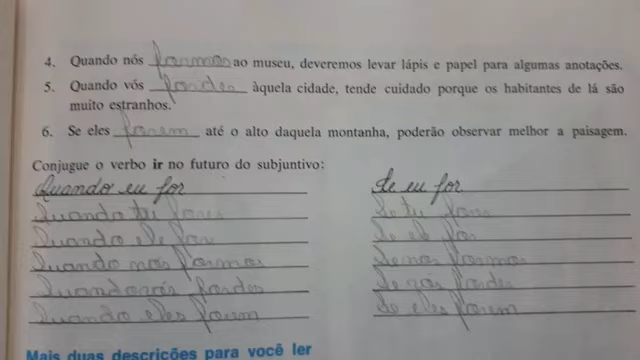 4. Quando nós formos ao museu, deveremos levar lápis e papel para algumas anotações.
5. Quando vós fordes àquela cidade, tende cuidado porque os habitantes de lá são
muito estranhos.
6. Se eles forem até o alto daquela montanha, poderão observar melhor a paisagem.
Conjugue o verbo ir no futuro do subjuntivo:
Quando eu for
Se eu for
Quando tu fores
Se tu fores
Quando ele for
Se ele for
Quando nós formos
Se nós formos
Quando vós fordes
Se vós fordes
Quando eles forem
Se eles forem
Mais duas descrições para você ler